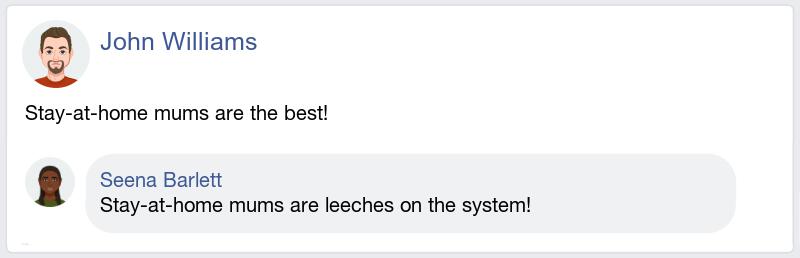 John Williams
Stay-at-home mums are the best!
Seena Barlett
Stay-at-home mums are leeches on the system!